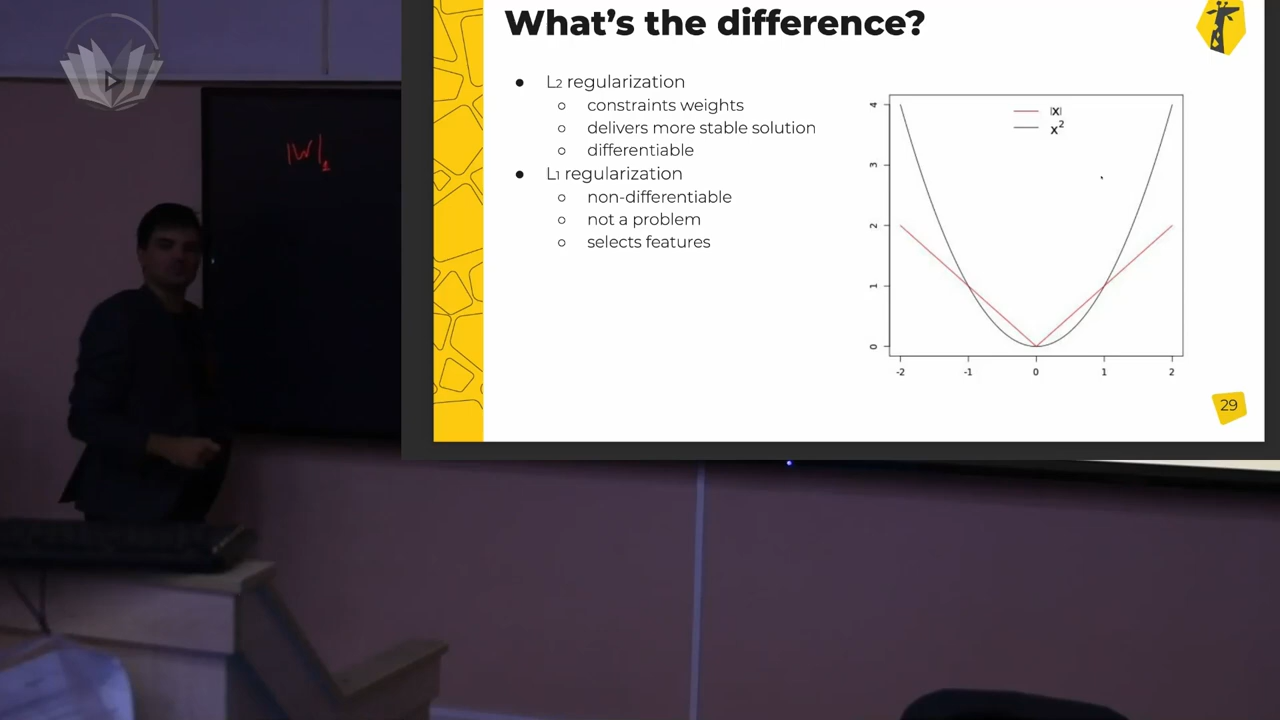 What's the difference?
● L2 regularization
○ constraints weights
○ delivers more stable solution
○ differentiable
● L1 regularization
○ non-differentiable
○ not a problem
○ selects features
|x|
x²
4
3
2
1
0
-2 -1 0 1 2
29
|W|₁